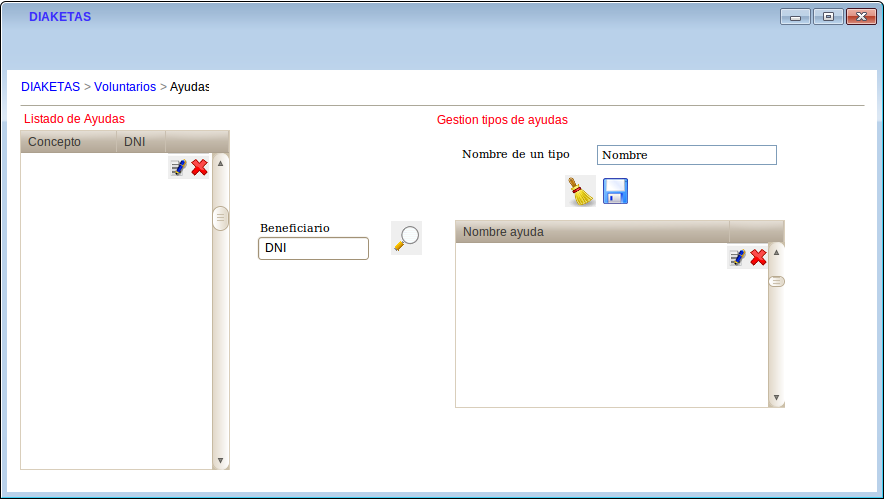 DIAKETAS
DIAKETAS > Voluntarios > Ayudas
Listado de Ayudas
Concepto DNI
Beneficiario
DNI
Gestion tipos de ayudas
Nombre de un tipo Nombre
Nombre ayuda